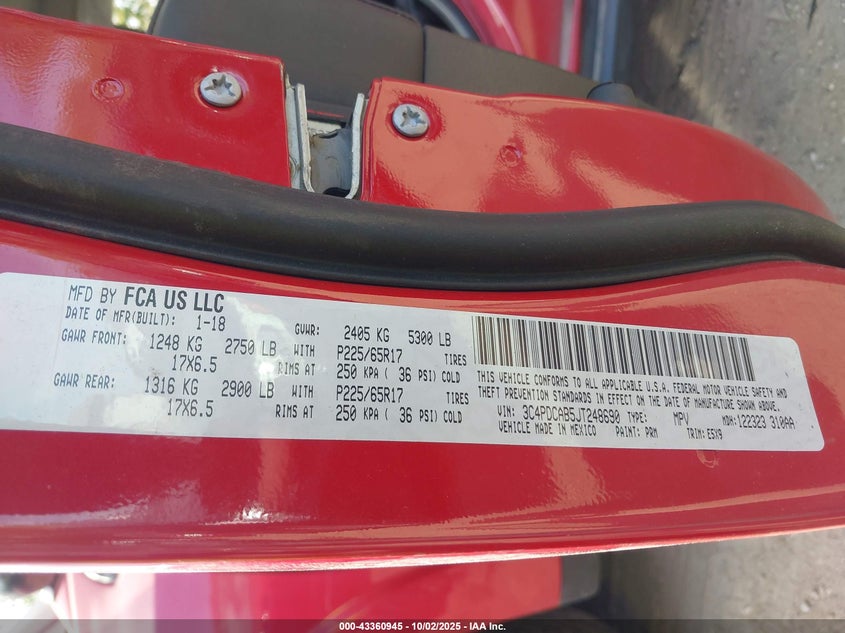 MFD BY FCA US LLC
DATE OF MFR(BUILT): 1-18 GVWR: 2405 KG 5300 LB
GAWR FRONT: 1248 KG 2750 LB WITH P225/65R17 TIRES
17X6.5 RIMS AT 250 KPA ( 36 PSI) COLD
GAWR REAR: 1316 KG 2900 LB WITH P225/65R17 TIRES
17X6.5 RIMS AT 250 KPA ( 36 PSI) COLD
THIS VEHICLE CONFORMS TO ALL APPLICABLE U.S.A. FEDERAL MOTOR VEHICLE SAFETY AND
THEFT PREVENTION STANDARDS IN EFFECT ON THE DATE OF MANUFACTURE SHOWN ABOVE.
VIN: 3C4PDCAB5JT248690 TYPE: MPV MDH: 122323 310AA
VEHICLE MADE IN MEXICO PAINT: PRM TRIM: ESX9
000-43360945 - 10/02/2025 - IAA Inc.